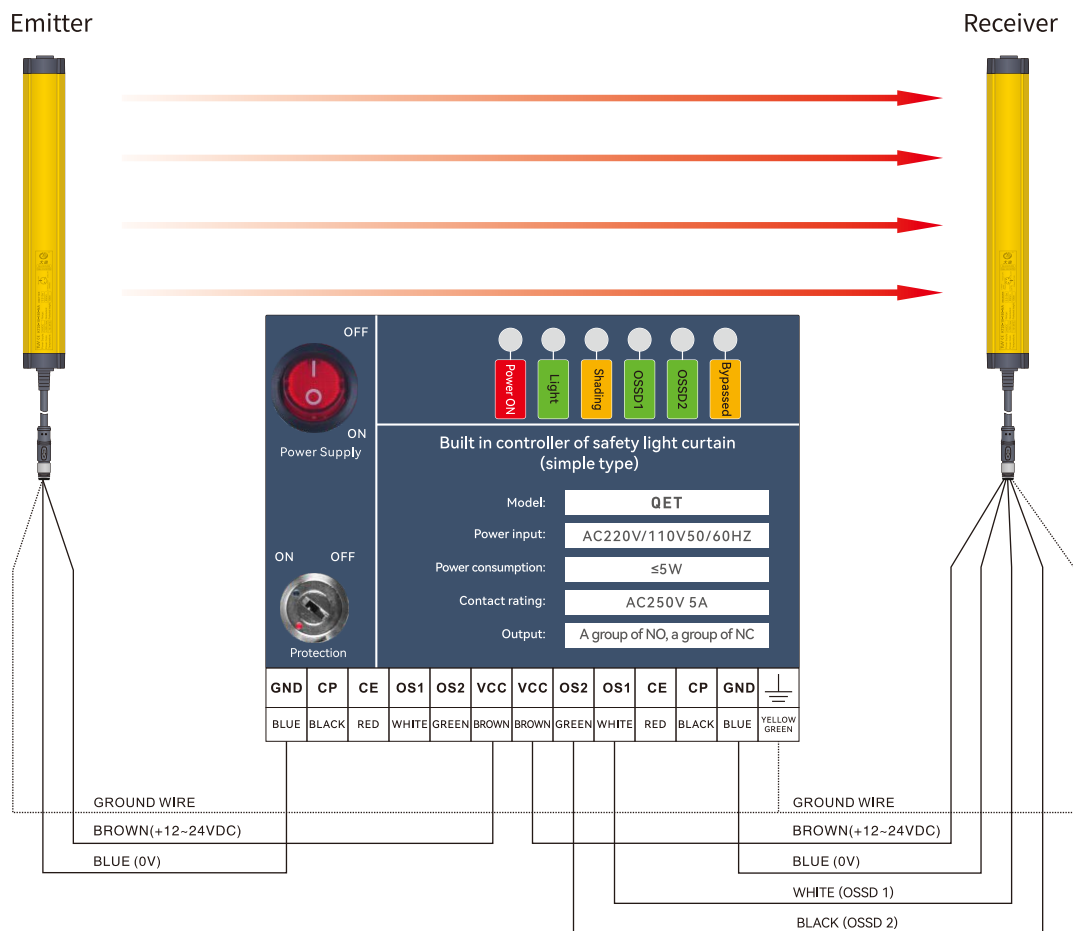 Emitter
Receiver
OFF
ON
Power Supply
Power ON
Light
Shading
OSSD1
OSSD2
Bypassed
Built in controller of safety light curtain
(simple type)
Model: QET
Power input: AC220V/110V50/60HZ
Power consumption: ≤5W
Contact rating: AC250V 5A
Output: A group of NO, a group of NC
ON OFF
Protection
GND CP CE OS1 OS2 VCC VCC OS2 OS1 CE CP GND
BLUE BLACK RED WHITE GREEN BROWN BROWN GREEN WHITE RED BLACK BLUE YELLOW
GREEN
GROUND WIRE GROUND WIRE
BROWN(+12~24VDC) BROWN(+12~24VDC)
BLUE (0V) BLUE (0V)
WHITE (OSSD 1)
BLACK (OSSD 2)